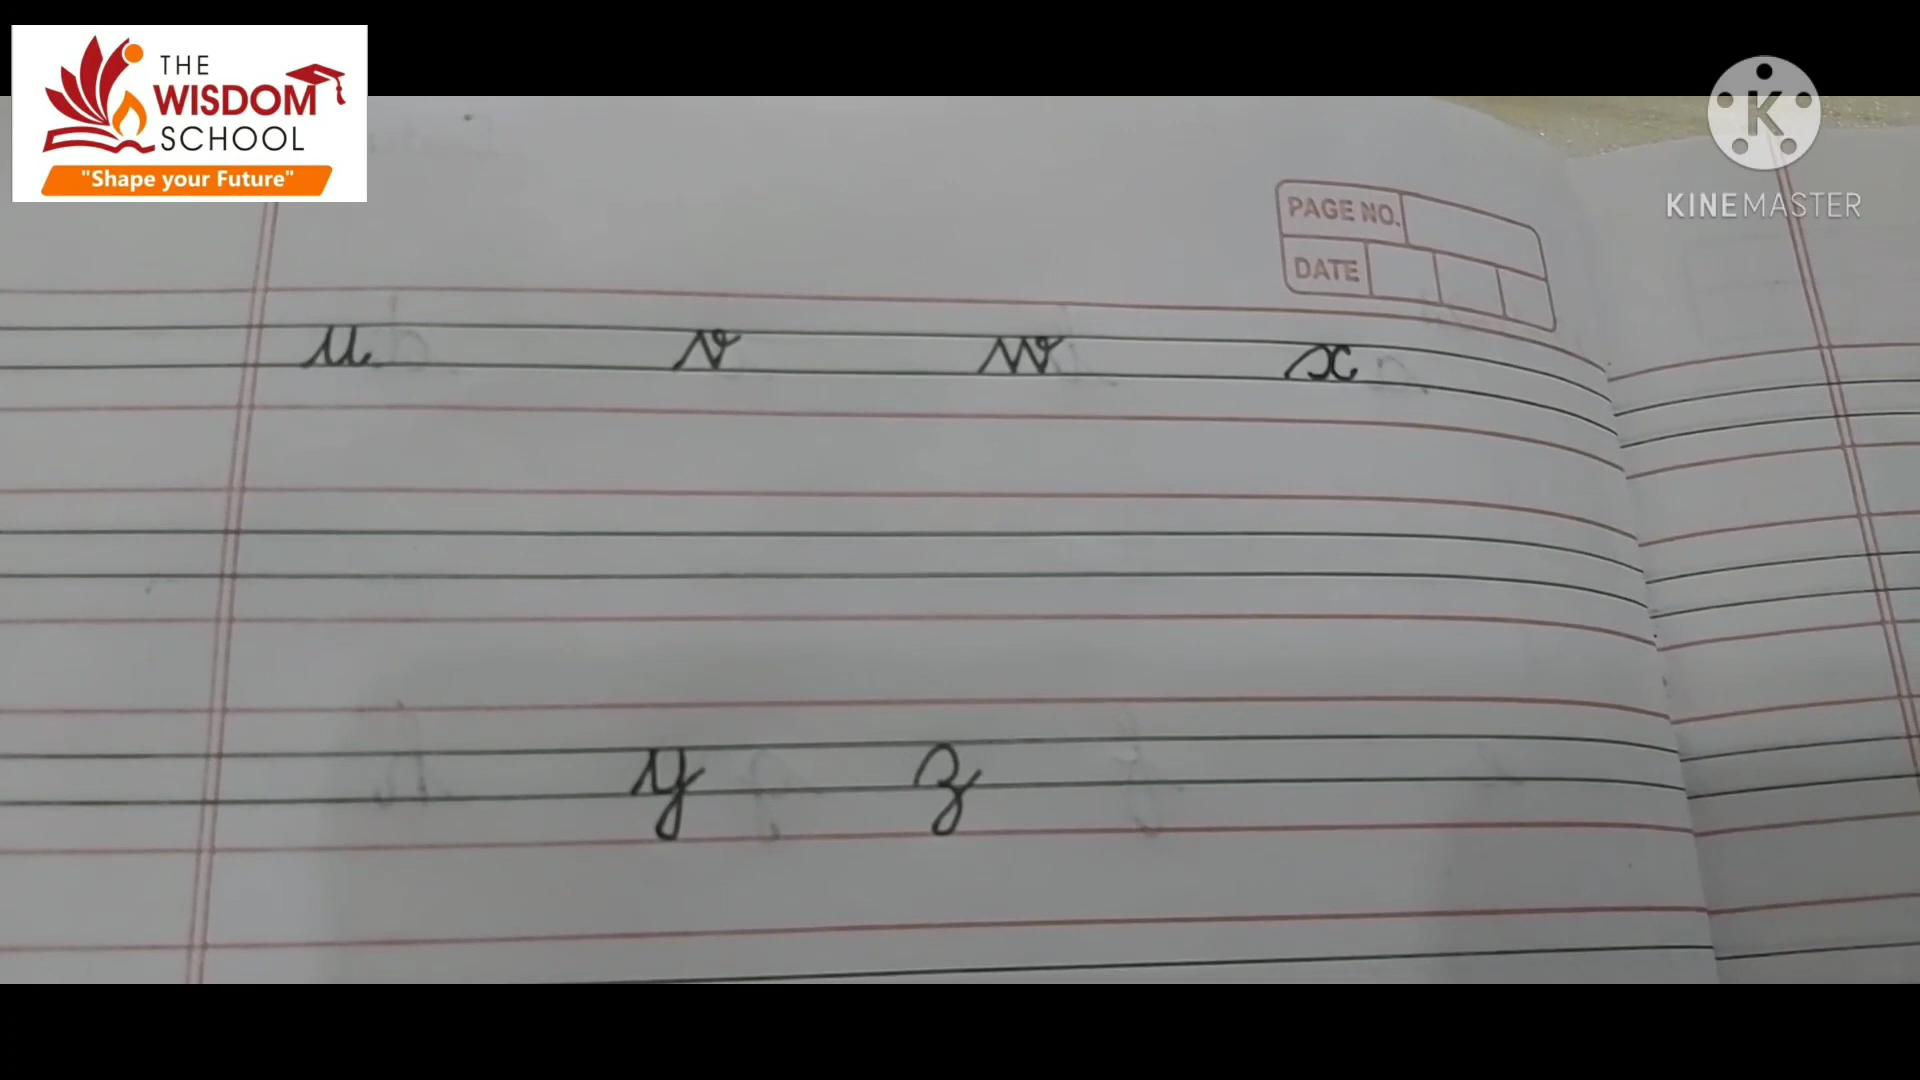 THE
WISDOM
SCHOOL
"Shape your Future"
KINEMASTER
PAGE NO.
DATE
u v w x
y z